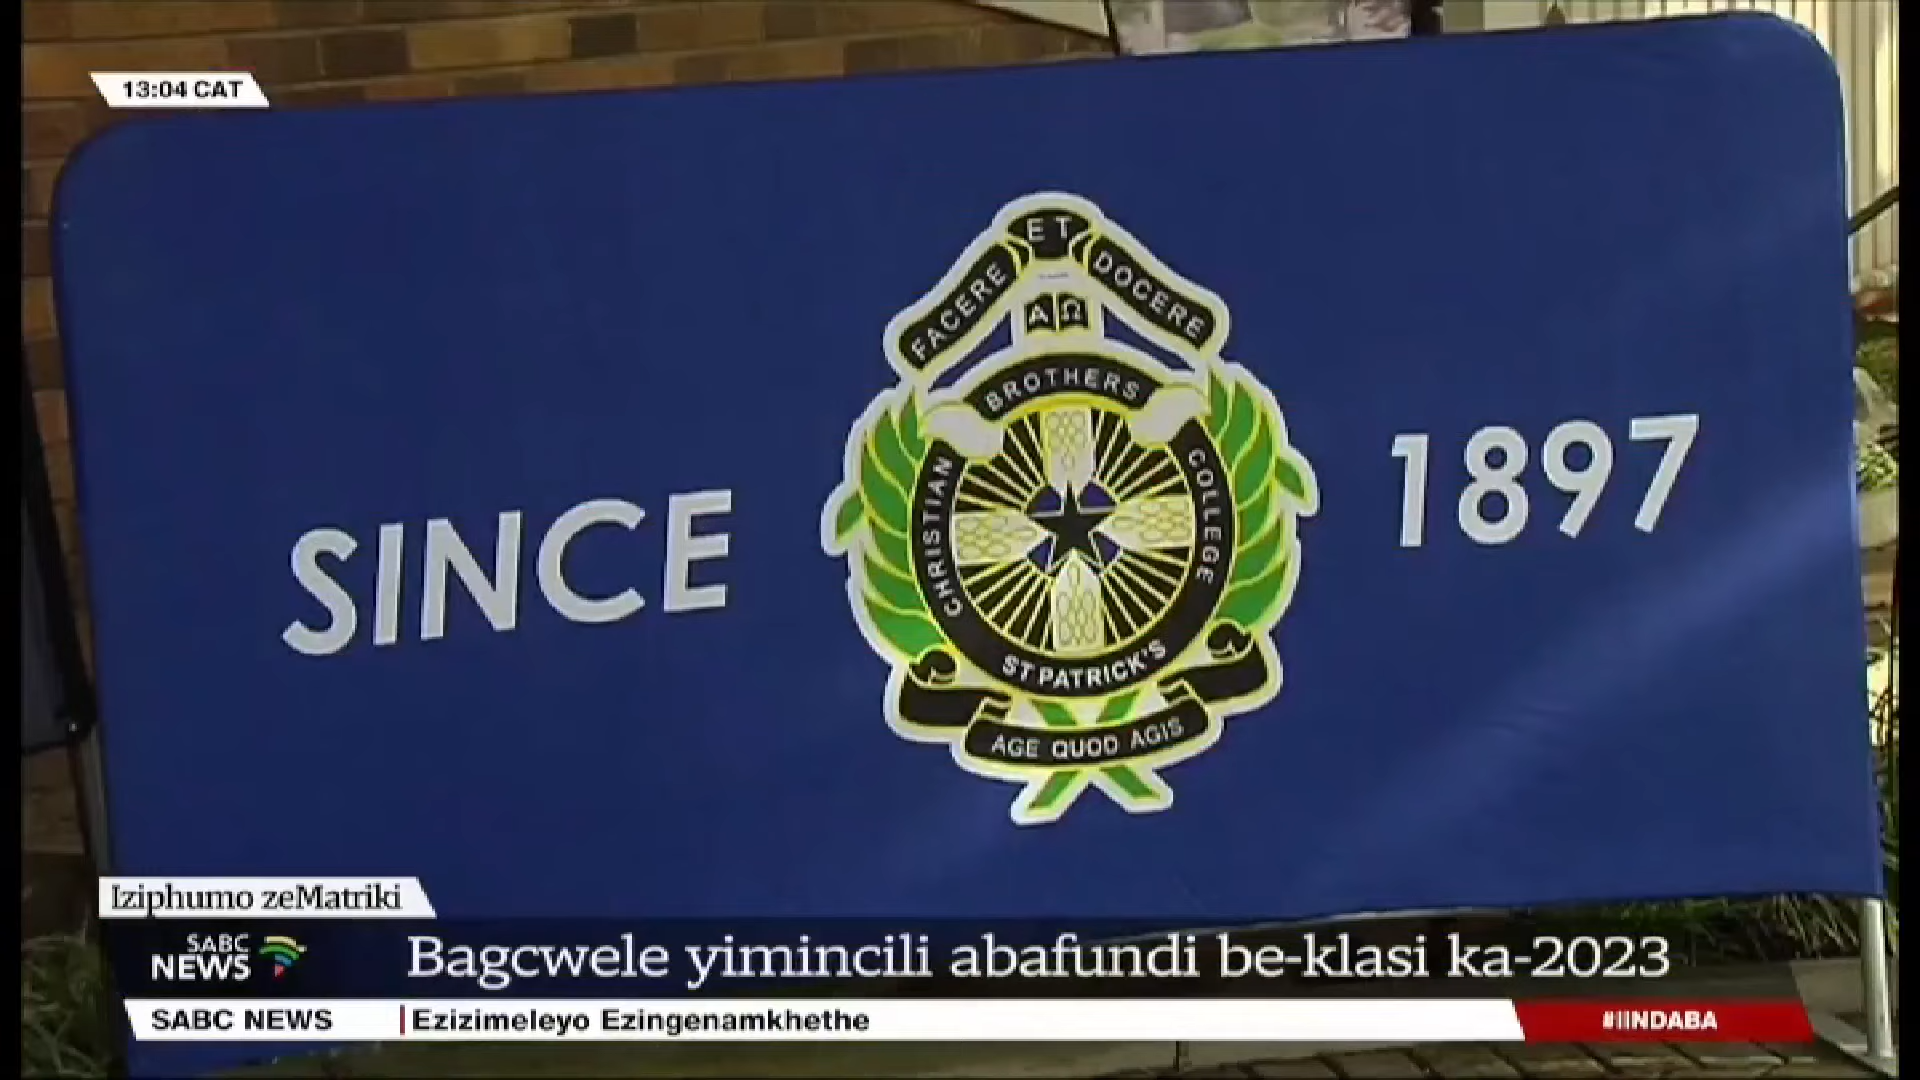 13:04 CAT
FACERE ET DOCERE
Α Ω
SINCE
CHRISTIAN BROTHERS COLLEGE
ST PATRICK'S
AGE QUOD AGIS
1897
Iziphumo zeMatriki
SABC NEWS
Bagcwele yimincili abafundi be-klasi ka-2023
SABC NEWS
Ezizimeleyo Ezingenamkhethe
#IINDABA